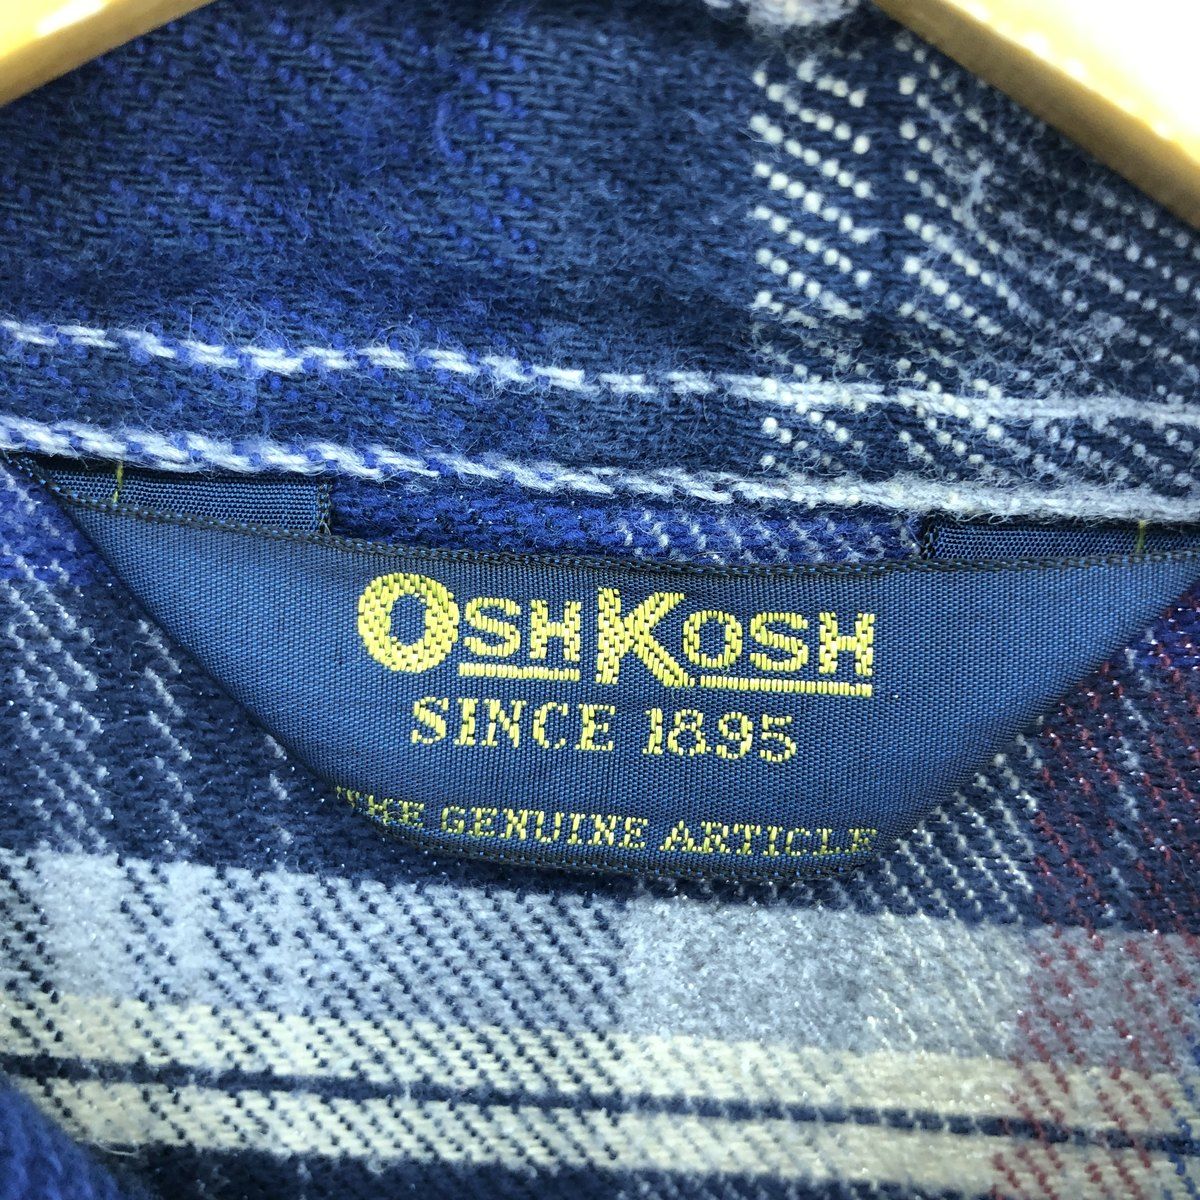 OSHKOSH
SINCE 1895
THE GENUINE ARTICLE